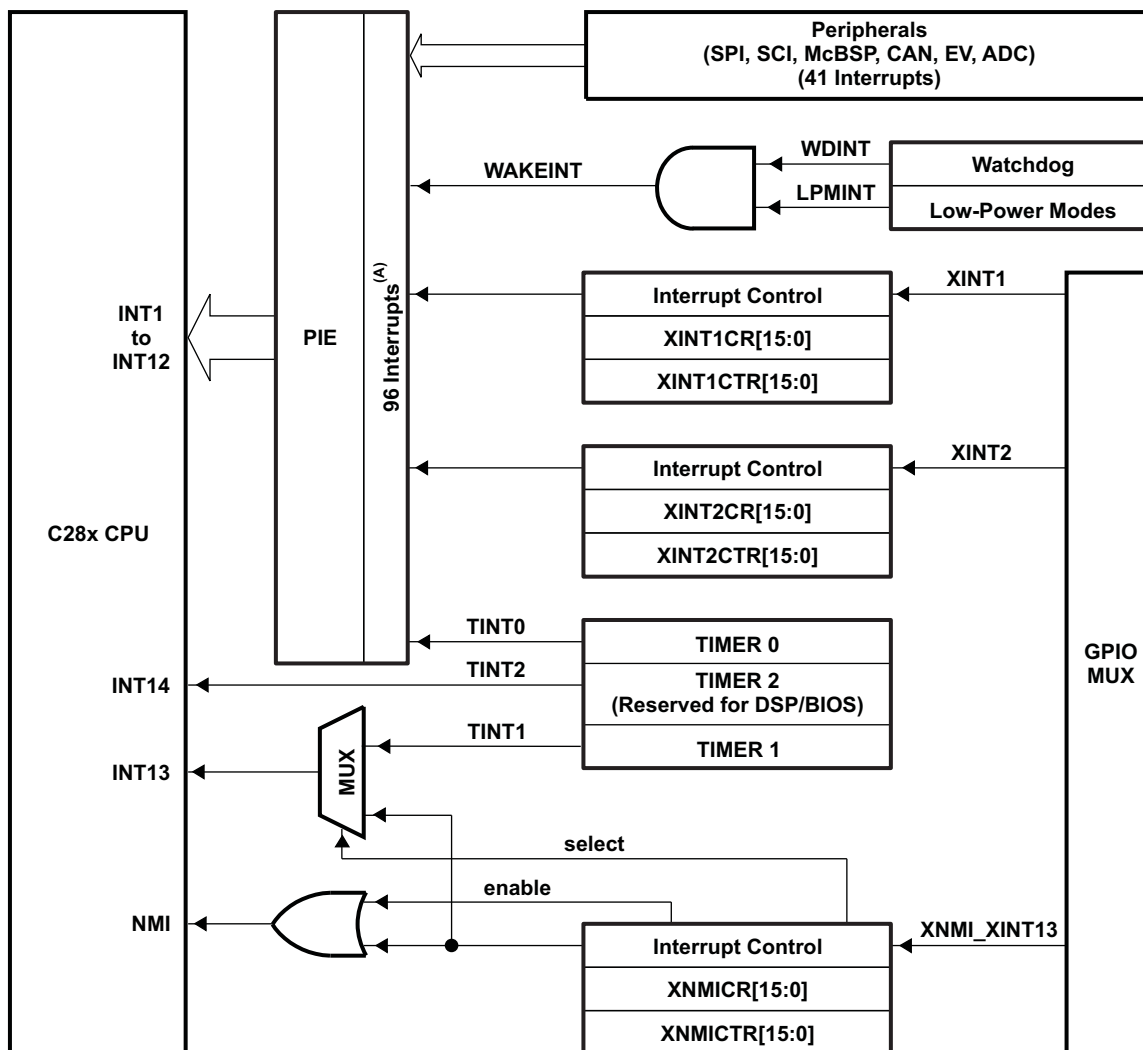 Peripherals
(SPI, SCI, McBSP, CAN, EV, ADC)
(41 Interrupts)
WDINT
Watchdog
WAKEINT
LPMINT
Low-Power Modes
96 Interrupts(A)
XINT1
Interrupt Control
XINT1CR[15:0]
XINT1CTR[15:0]
INT1
to
INT12
PIE
XINT2
Interrupt Control
XINT2CR[15:0]
XINT2CTR[15:0]
C28x CPU
TINT0
TIMER 0
GPIO
MUX
INT14
TINT2
TIMER 2
(Reserved for DSP/BIOS)
TINT1
TIMER 1
INT13
MUX
select
enable
NMI
XNMI_XINT13
Interrupt Control
XNMICR[15:0]
XNMICTR[15:0]